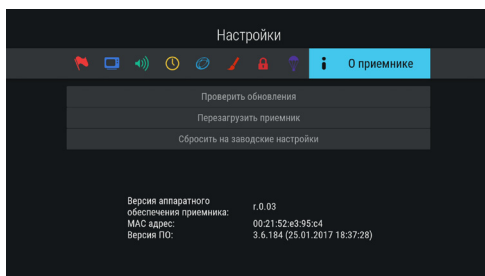 Настройки
О приемнике
Проверить обновления
Перезагрузить приемник
Сбросить на заводские настройки
Версия аппаратного
обеспечения приемника: r.0.03
MAC адрес: 00:21:52:e3:95:c4
Версия ПО: 3.6.184 (25.01.2017 18:37:28)